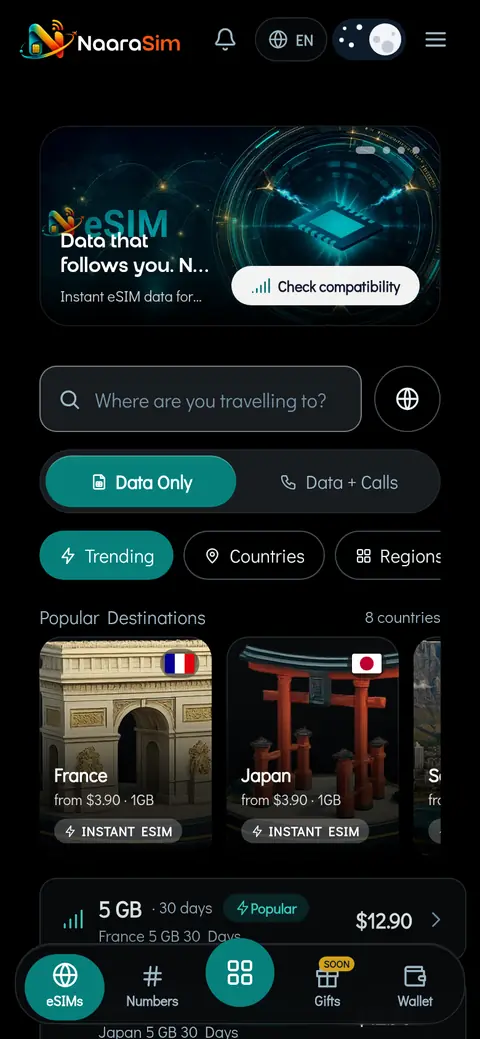 NaaraSim
EN
eSIM
Data that
follows you. N...
Instant eSIM data for...
Check compatibility
Where are you travelling to?
Data Only
Data + Calls
Trending
Countries
Regions
Popular Destinations
8 countries
France
from $3.90 · 1GB
INSTANT ESIM
Japan
from $3.90 · 1GB
INSTANT ESIM
5 GB · 30 days
Popular
$12.90
France 5 GB 30 Days
eSIMs
Numbers
SOON
Gifts
Wallet
Japan 5 GB 30 Days